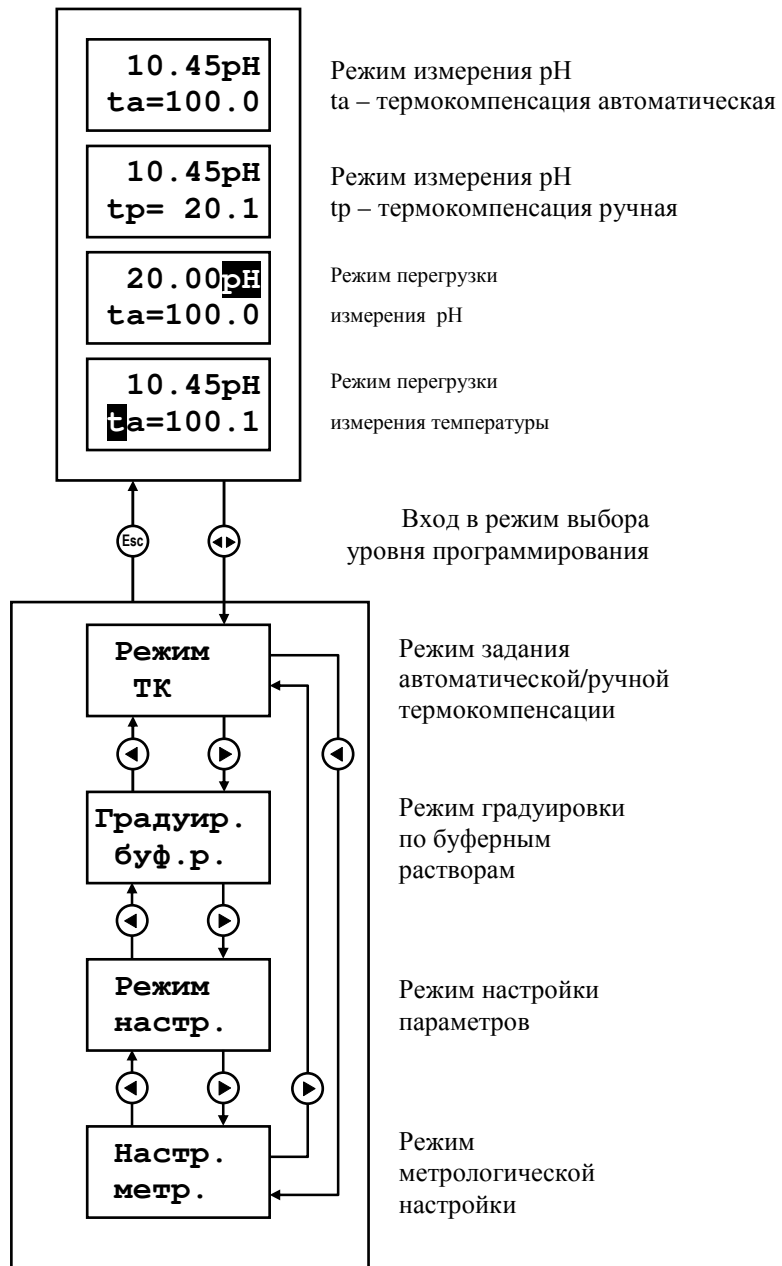 10.45pH
ta=100.0
Режим измерения pH
ta – термокомпенсация автоматическая
10.45pH
tp= 20.1
Режим измерения pH
tp – термокомпенсация ручная
20.00pH
ta=100.0
Режим перегрузки
измерения pH
10.45pH
ta=100.1
Режим перегрузки
измерения температуры
Esc
Вход в режим выбора
уровня программирования
Режим
ТК
Режим задания
автоматической/ручной
термокомпенсации
Градуир.
буф.р.
Режим градуировки
по буферным
растворам
Режим
настр.
Режим настройки
параметров
Настр.
метр.
Режим
метрологической
настройки